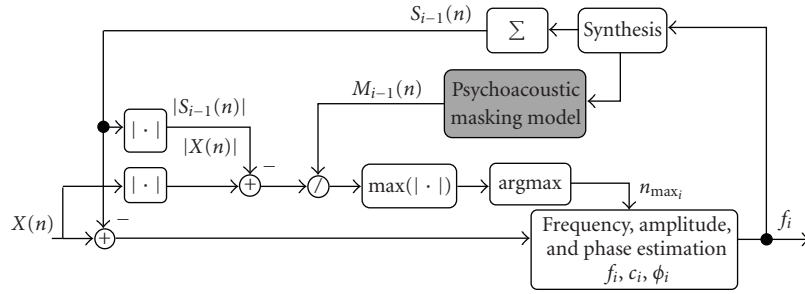 S_{i−1}(n)
Σ
Synthesis
M_{i−1}(n)
Psychoacoustic
masking model
|S_{i−1}(n)|
| · |
|X(n)|
−
| · |
+
/
max(| · |)
argmax
n_{max_i}
X(n)
−
+
Frequency, amplitude,
and phase estimation
f_i, c_i, ϕ_i
f_i